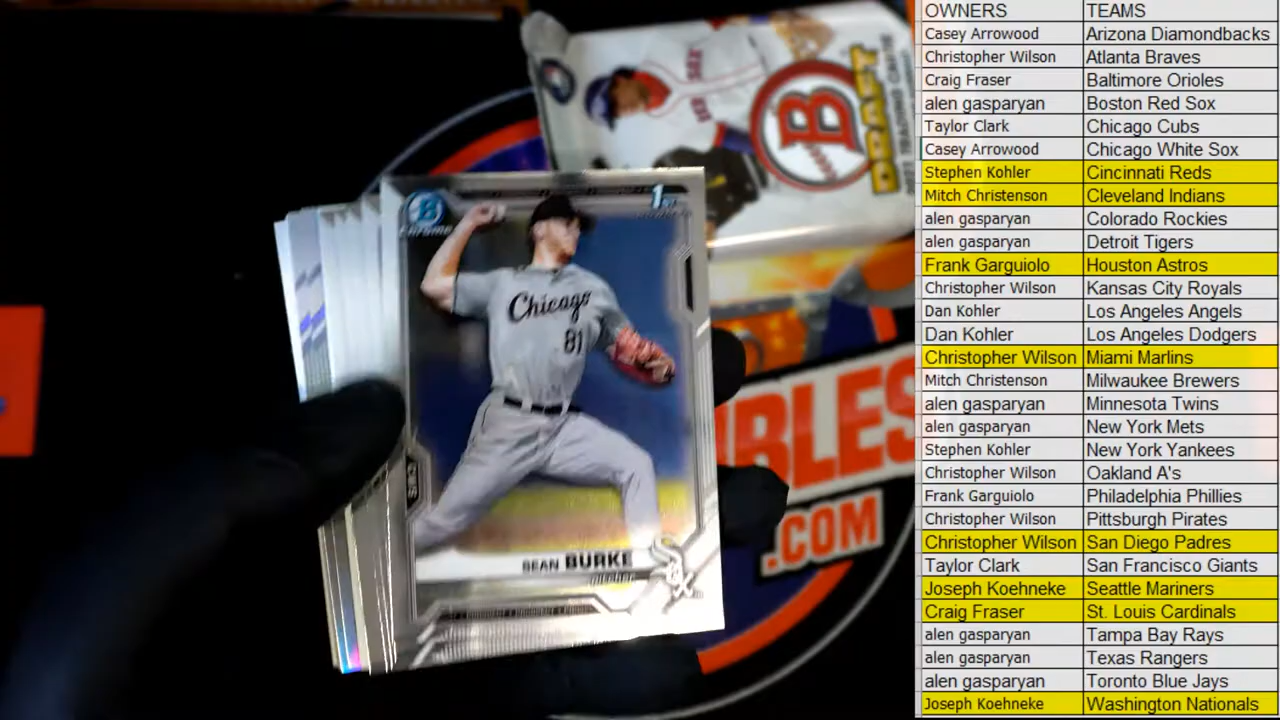 OWNERS TEAMS
Casey Arrowood Arizona Diamondbacks
Christopher Wilson Atlanta Braves
Craig Fraser Baltimore Orioles
alen gasparyan Boston Red Sox
Taylor Clark Chicago Cubs
Casey Arrowood Chicago White Sox
Stephen Kohler Cincinnati Reds
Mitch Christenson Cleveland Indians
alen gasparyan Colorado Rockies
alen gasparyan Detroit Tigers
Frank Garguiolo Houston Astros
Christopher Wilson Kansas City Royals
Dan Kohler Los Angeles Angels
Dan Kohler Los Angeles Dodgers
Christopher Wilson Miami Marlins
Mitch Christenson Milwaukee Brewers
alen gasparyan Minnesota Twins
alen gasparyan New York Mets
Stephen Kohler New York Yankees
Christopher Wilson Oakland A's
Frank Garguiolo Philadelphia Phillies
Christopher Wilson Pittsburgh Pirates
Christopher Wilson San Diego Padres
Taylor Clark San Francisco Giants
Joseph Koehneke Seattle Mariners
Craig Fraser St. Louis Cardinals
alen gasparyan Tampa Bay Rays
alen gasparyan Texas Rangers
alen gasparyan Toronto Blue Jays
Joseph Koehneke Washington Nationals
B
DRAFT
B
Chrome
1st
Chicago
81
SEAN BURKE
pitcher
SOX
IBLES
.COM